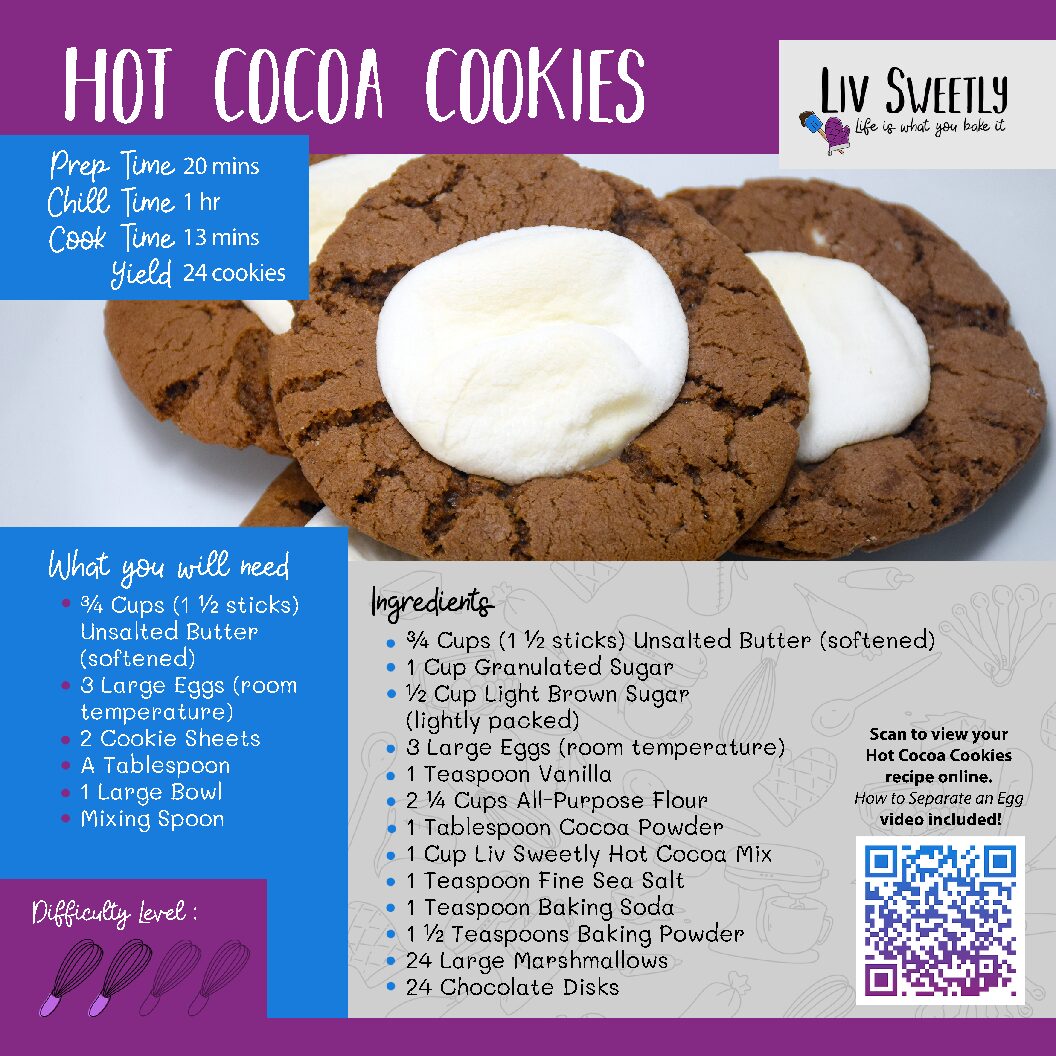 HOT COCOA COOKIES
LIV SWEETLY
Life is what you bake it
Prep Time 20 mins
Chill Time 1 hr
Cook Time 13 mins
Yield 24 cookies
What you will need
• ¾ Cups (1 ½ sticks)
Unsalted Butter
(softened)
• 3 Large Eggs (room
temperature)
• 2 Cookie Sheets
• A Tablespoon
• 1 Large Bowl
• Mixing Spoon
Difficulty Level :
Ingredients
• ¾ Cups (1 ½ sticks) Unsalted Butter (softened)
• 1 Cup Granulated Sugar
• ½ Cup Light Brown Sugar
(lightly packed)
• 3 Large Eggs (room temperature)
• 1 Teaspoon Vanilla
• 2 ¼ Cups All-Purpose Flour
• 1 Tablespoon Cocoa Powder
• 1 Cup Liv Sweetly Hot Cocoa Mix
• 1 Teaspoon Fine Sea Salt
• 1 Teaspoon Baking Soda
• 1 ½ Teaspoons Baking Powder
• 24 Large Marshmallows
• 24 Chocolate Disks
Scan to view your
Hot Cocoa Cookies
recipe online.
How to Separate an Egg
video included!